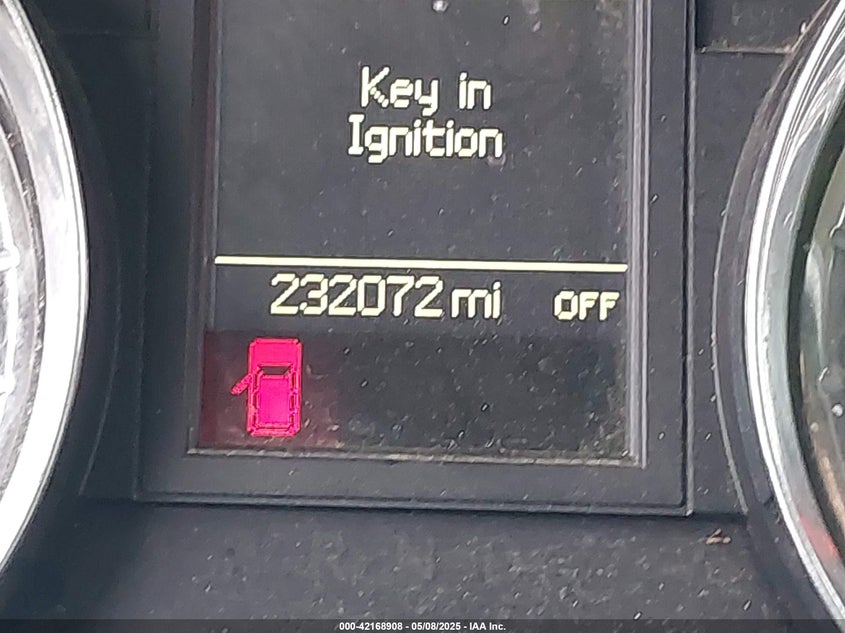 Key in
Ignition
232072 mi OFF
000-42168908 - 05/08/2025 - IAA Inc.